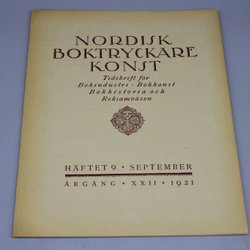 NORDISK
BOKTRYCKARE
KONST
Tidskrift för
Bokindustri · Bokkonst
Bokhistoria och
Reklamväsen
HÄFTET 9 · SEPTEMBER
ÅRGÅNG · XXII · 1921